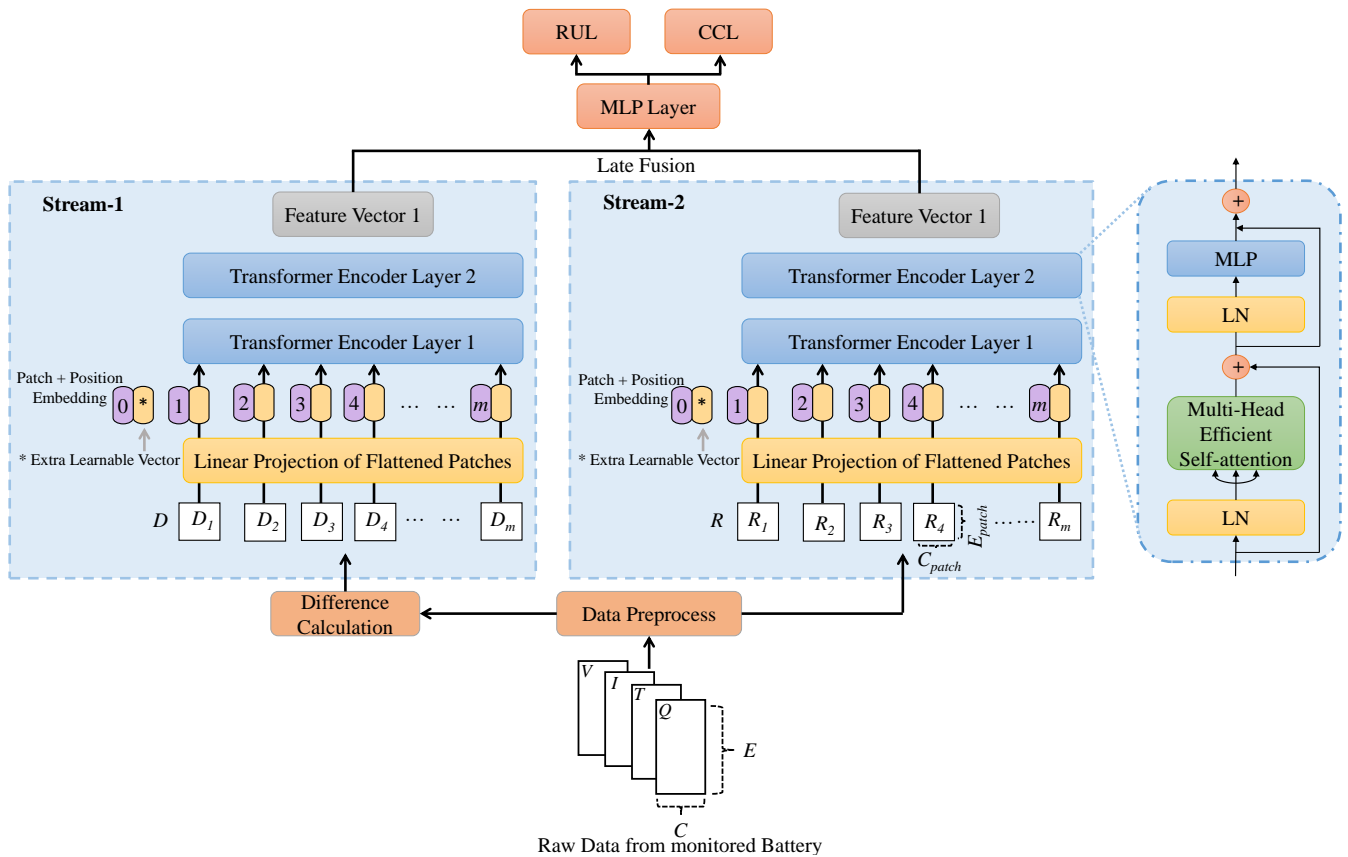 RUL
CCL
MLP Layer
Late Fusion
Stream-1
Feature Vector 1
Transformer Encoder Layer 2
Transformer Encoder Layer 1
Patch + Position
Embedding
0 * 1 2 3 4 … … m
* Extra Learnable Vector
Linear Projection of Flattened Patches
D D1 D2 D3 D4 … … Dm
Stream-2
Feature Vector 1
Transformer Encoder Layer 2
Transformer Encoder Layer 1
Patch + Position
Embedding
0 * 1 2 3 4 … … m
* Extra Learnable Vector
Linear Projection of Flattened Patches
R R1 R2 R3 R4 … … Rm
Epatch
Cpatch
+
MLP
LN
+
Multi-Head
Efficient
Self-attention
LN
Difference
Calculation
Data Preprocess
V
I
T
Q
E
C
Raw Data from monitored Battery